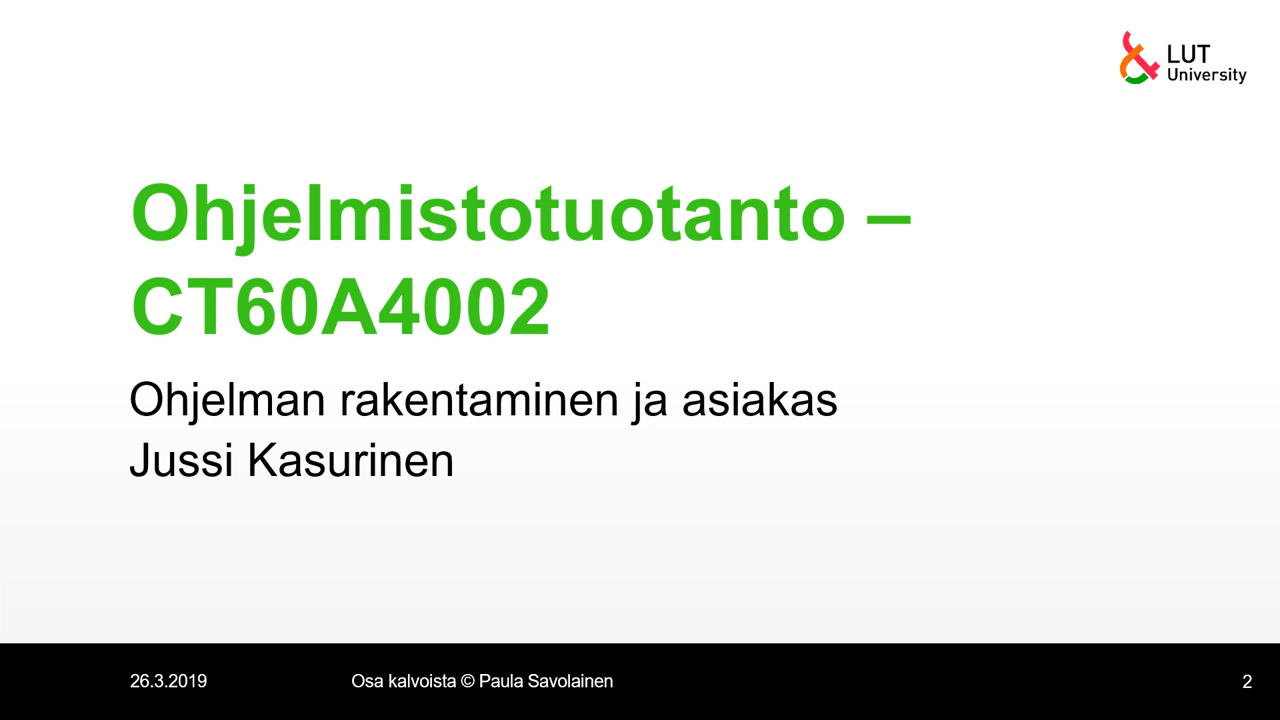 LUT
University
Ohjelmistotuotanto –
CT60A4002
Ohjelman rakentaminen ja asiakas
Jussi Kasurinen
26.3.2019 Osa kalvoista © Paula Savolainen 2